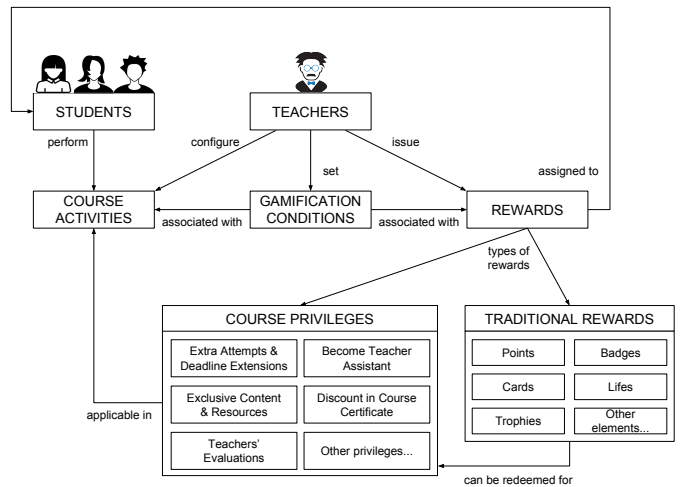 STUDENTS
TEACHERS
perform
configure
set
issue
assigned to
COURSE
ACTIVITIES
associated with
GAMIFICATION
CONDITIONS
associated with
REWARDS
types of
rewards
COURSE PRIVILEGES
Extra Attempts &
Deadline Extensions
Become Teacher
Assistant
Exclusive Content
& Resources
Discount in Course
Certificate
Teachers'
Evaluations
Other privileges...
TRADITIONAL REWARDS
Points
Badges
Cards
Lifes
Trophies
Other
elements...
applicable in
can be redeemed for